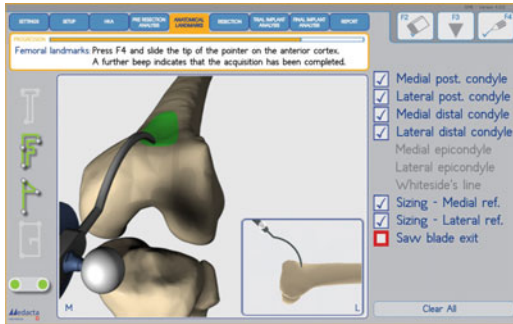 SETTINGS
SETUP
HKA
PRE RESECTION ANALYSIS
ANATOMICAL LANDMARKS
RESECTION
TRIAL IMPLANT ANALYSIS
FINAL IMPLANT ANALYSIS
REPORT
F2
F3
F4
Femoral landmarks: Press F4 and slide the tip of the pointer on the anterior cortex.
A further beep indicates that the acquisition has been completed.
Medial post. condyle
Lateral post. condyle
Medial distal condyle
Lateral distal condyle
Medial epicondyle
Lateral epicondyle
Whiteside's line
Sizing - Medial ref.
Sizing - Lateral ref.
Saw blade exit
M
L
Medacta
Clear All